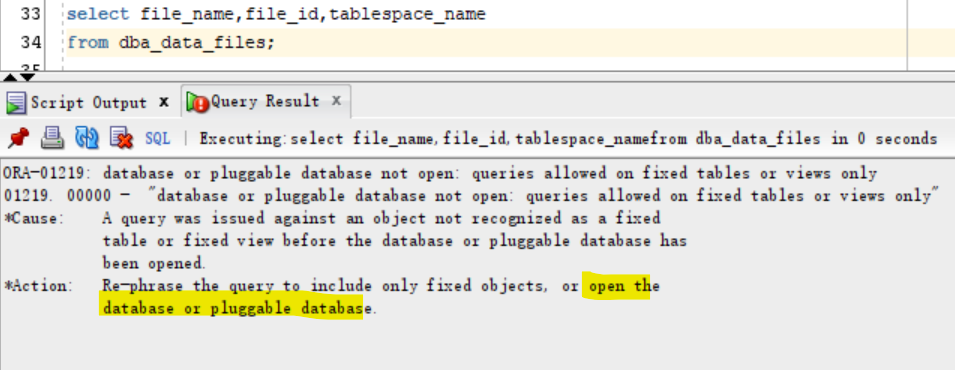 33 select file_name,file_id,tablespace_name
34 from dba_data_files;
35
Script Output x Query Result x
SQL | Executing:select file_name,file_id,tablespace_namefrom dba_data_files in 0 seconds
ORA-01219: database or pluggable database not open: queries allowed on fixed tables or views only
01219. 00000 - "database or pluggable database not open: queries allowed on fixed tables or views only"
*Cause: A query was issued against an object not recognized as a fixed
table or fixed view before the database or pluggable database has
been opened.
*Action: Re-phrase the query to include only fixed objects, or open the
database or pluggable database.